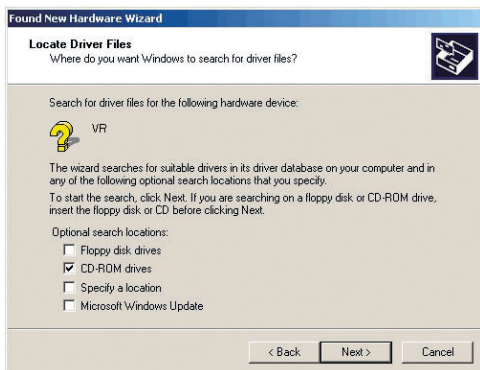 Found New Hardware Wizard
Locate Driver Files
Where do you want Windows to search for driver files?
Search for driver files for the following hardware device:
VR
The wizard searches for suitable drivers in its driver database on your computer and in
any of the following optional search locations that you specify.
To start the search, click Next. If you are searching on a floppy disk or CD-ROM drive,
insert the floppy disk or CD before clicking Next.
Optional search locations:
Floppy disk drives
CD-ROM drives
Specify a location
Microsoft Windows Update
< Back Next > Cancel